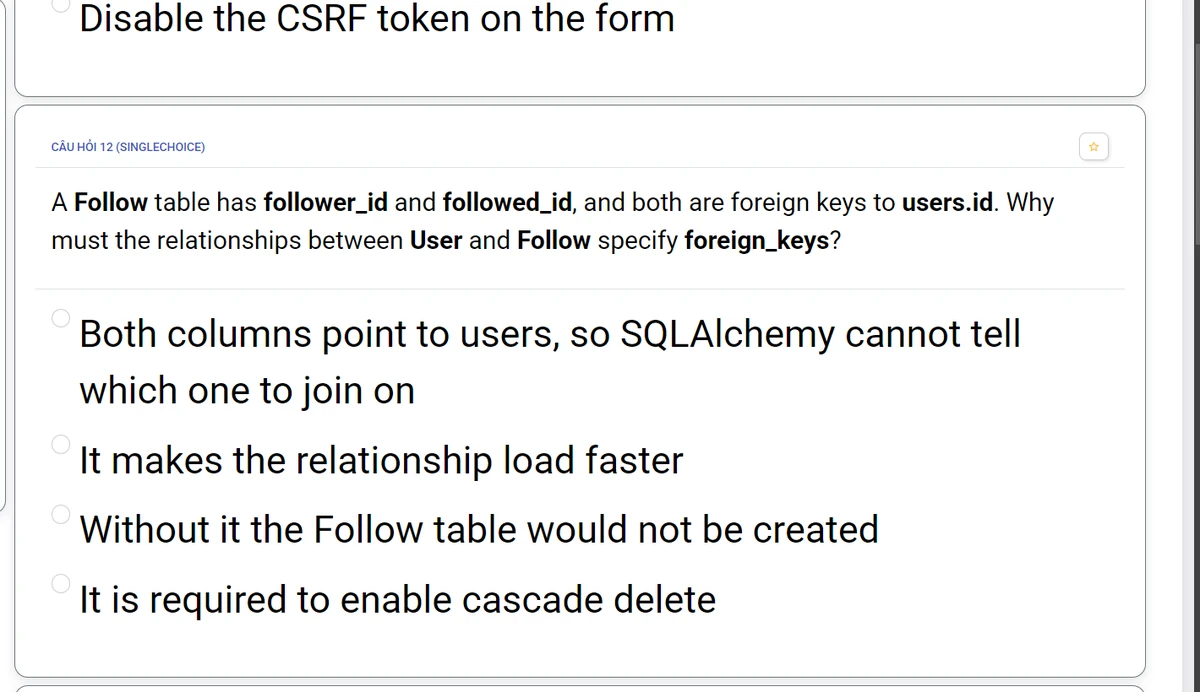 Disable the CSRF token on the form
CÂU HỎI 12 (SINGLECHOICE)
A Follow table has follower_id and followed_id, and both are foreign keys to users.id. Why
must the relationships between User and Follow specify foreign_keys?
Both columns point to users, so SQLAlchemy cannot tell
which one to join on
It makes the relationship load faster
Without it the Follow table would not be created
It is required to enable cascade delete